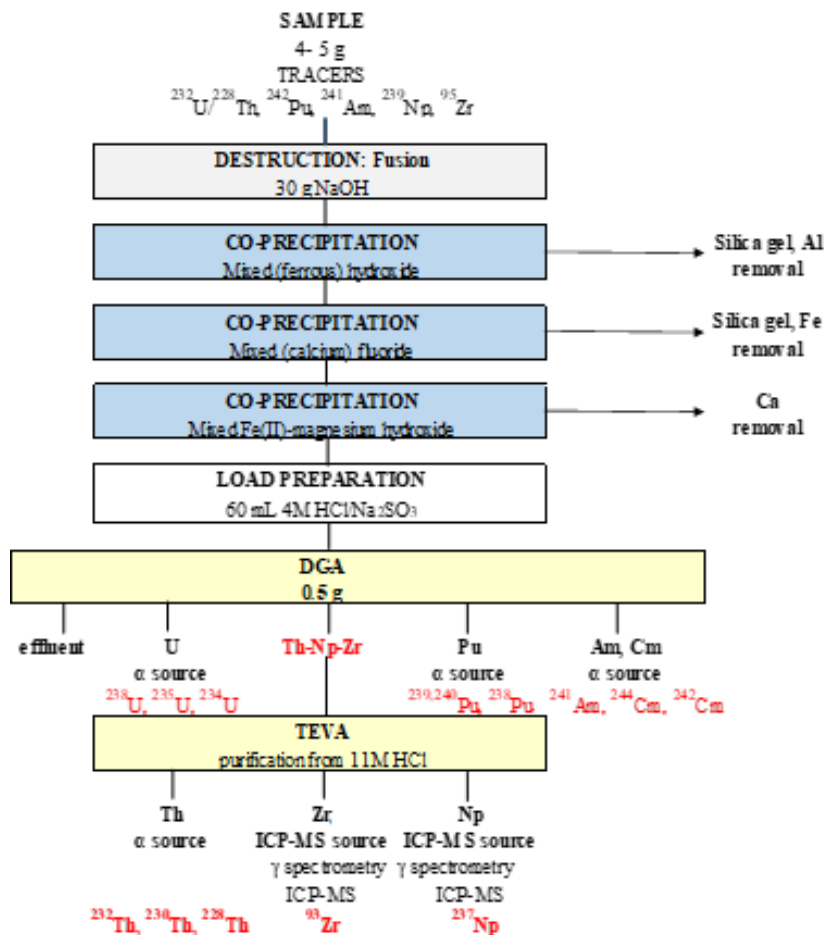 SAMPLE
4- 5 g
TRACERS
²³²U/²²⁸Th, ²⁴²Pu, ²⁴¹Am, ²³⁹Np, ⁹⁵Zr
DESTRUCTION: Fusion
30 g NaOH
CO-PRECIPITATION
Mixed (ferrous) hydroxide
Silica gel, Al
removal
CO-PRECIPITATION
Mixed (calcium) fluoride
Silica gel, Fe
removal
CO-PRECIPITATION
Mixed Fe(II)-magnesium hydroxide
Ca
removal
LOAD PREPARATION
60 mL 4M HCl/Na₂SO₃
DGA
0.5 g
effluent U Th-Np-Zr Pu Am, Cm
α source α source α source
²³⁸U, ²³⁵U, ²³⁴U ²³⁹,²⁴⁰Pu, ²³⁸Pu ²⁴¹Am, ²⁴⁴Cm, ²⁴²Cm
TEVA
purification from 11M HCl
Th Zr, Np
α source ICP-MS source ICP-MS source
γ spectrometry γ spectrometry
ICP-MS ICP-MS
²³²Th, ²³⁰Th, ²²⁸Th ⁹³Zr ²³⁷Np